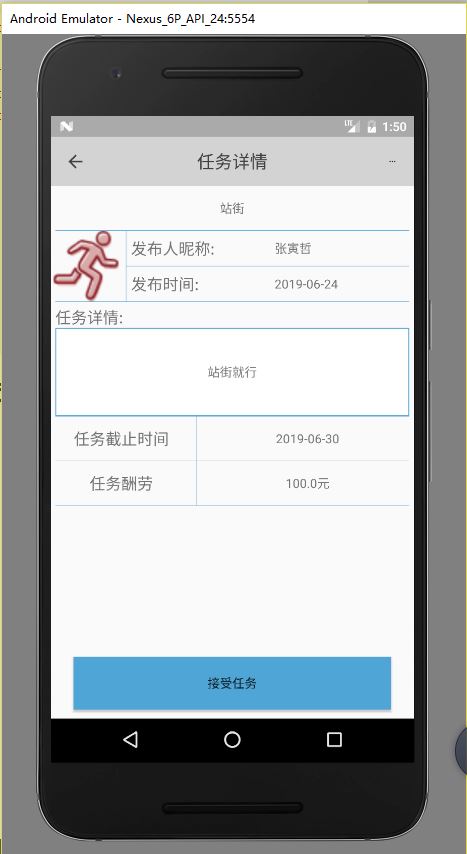 Android Emulator - Nexus_6P_API_24:5554
LTE 1:50
任务详情 ...
站街
发布人昵称: 张寅哲
发布时间: 2019-06-24
任务详情:
站街就行
任务截止时间 2019-06-30
任务酬劳 100.0元
接受任务